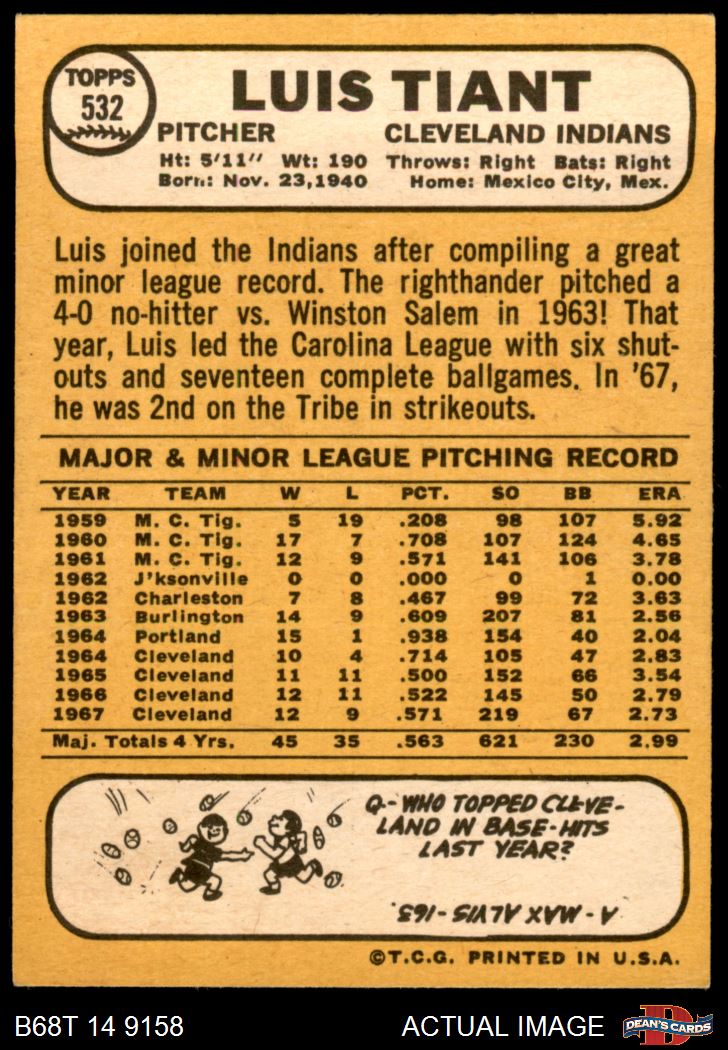 TOPPS
532
LUIS TIANT
PITCHER CLEVELAND INDIANS
Ht: 5'11" Wt: 190 Throws: Right Bats: Right
Born: Nov. 23, 1940 Home: Mexico City, Mex.
Luis joined the Indians after compiling a great
minor league record. The righthander pitched a
4-0 no-hitter vs. Winston Salem in 1963! That
year, Luis led the Carolina League with six shut-
outs and seventeen complete ballgames. In '67,
he was 2nd on the Tribe in strikeouts.
MAJOR & MINOR LEAGUE PITCHING RECORD
YEAR TEAM W L PCT. SO BB ERA
1959 M. C. Tig. 5 19 .208 98 107 5.92
1960 M. C. Tig. 17 7 .708 107 124 4.65
1961 M. C. Tig. 12 9 .571 141 106 3.78
1962 J'ksonville 0 0 .000 0 1 0.00
1962 Charleston 7 8 .467 99 72 3.63
1963 Burlington 14 9 .609 207 81 2.56
1964 Portland 15 1 .938 154 40 2.04
1964 Cleveland 10 4 .714 105 47 2.83
1965 Cleveland 11 11 .500 152 66 3.54
1966 Cleveland 12 11 .522 145 50 2.79
1967 Cleveland 12 9 .571 219 67 2.73
Maj. Totals 4 Yrs. 45 35 .563 621 230 2.99
Q.-WHO TOPPED CLEVE-
LAND IN BASE-HITS
LAST YEAR?
A - MAX ALVIS-163.
©T.C.G. PRINTED IN U.S.A.
B68T 14 9158 ACTUAL IMAGE
D
DEAN'S CARDS